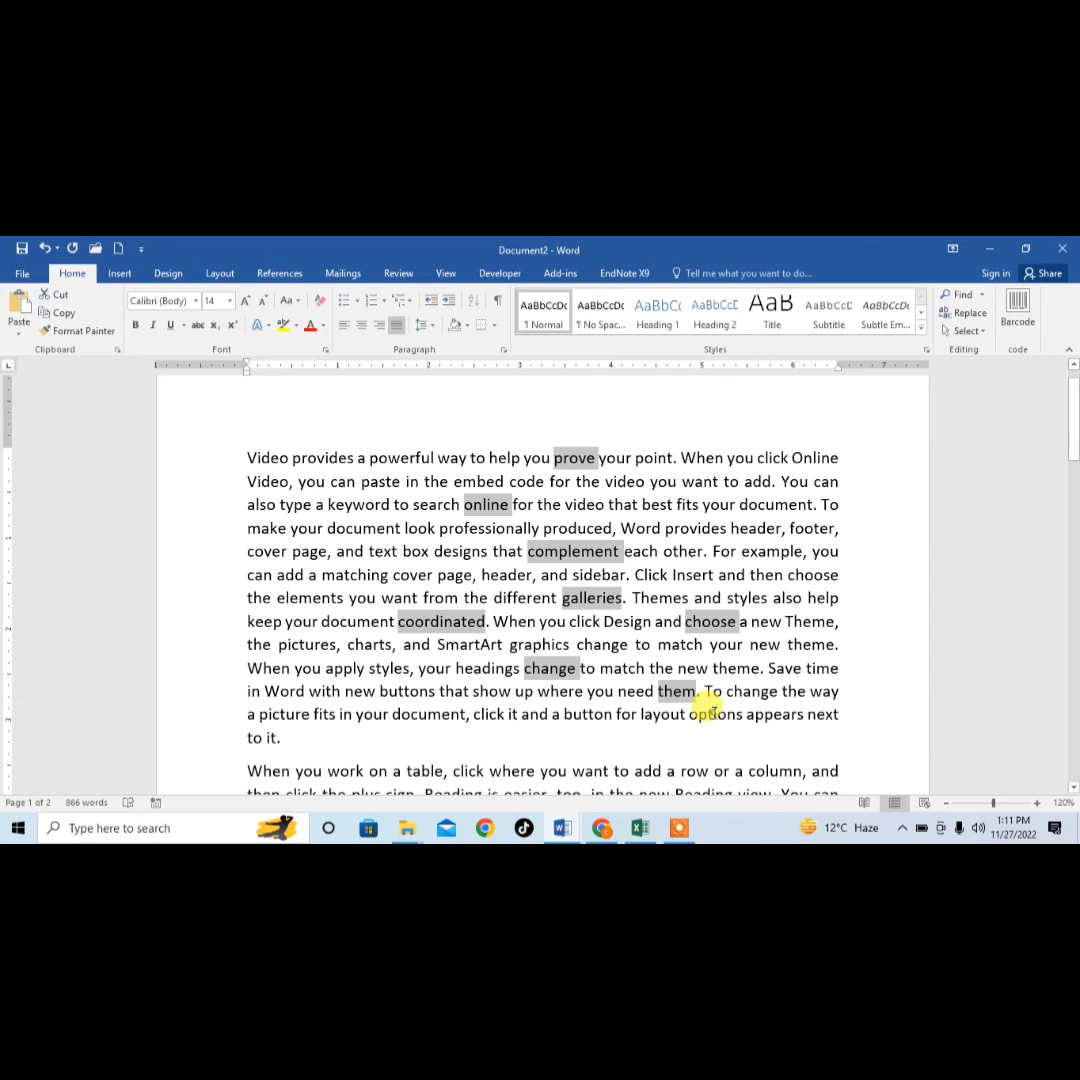 Document2 - Word
File Home Insert Design Layout References Mailings Review View Developer Add-ins EndNote X9 Tell me what you want to do... Sign in Share
Paste
Cut
Copy
Format Painter
Clipboard
Calibri (Body) 14
Font
Paragraph
AaBbCcDc AaBbCcDc AaBbCc AaBbCcD AaB AaBbCcD AaBbCcDc
¶ Normal ¶ No Spac... Heading 1 Heading 2 Title Subtitle Subtle Em...
Styles
Find
Replace
Select
Editing
Barcode
code
1 1 2 3 4 5 6 7
Video provides a powerful way to help you prove your point. When you click Online
Video, you can paste in the embed code for the video you want to add. You can
also type a keyword to search online for the video that best fits your document. To
make your document look professionally produced, Word provides header, footer,
cover page, and text box designs that complement each other. For example, you
can add a matching cover page, header, and sidebar. Click Insert and then choose
the elements you want from the different galleries. Themes and styles also help
keep your document coordinated. When you click Design and choose a new Theme,
the pictures, charts, and SmartArt graphics change to match your new theme.
When you apply styles, your headings change to match the new theme. Save time
in Word with new buttons that show up where you need them. To change the way
a picture fits in your document, click it and a button for layout options appears next
to it.
When you work on a table, click where you want to add a row or a column, and
then click the plus sign. Reading is easier, too, in the new Reading view. You can
Page 1 of 2 866 words 120%
Type here to search
12°C Haze
1:11 PM
11/27/2022